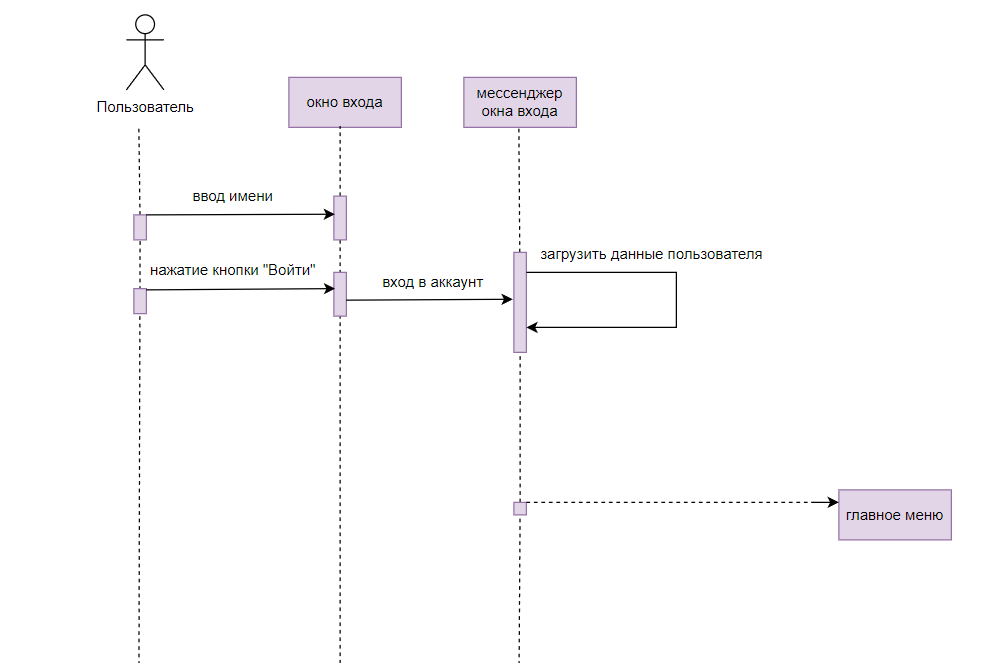 Пользователь
окно входа
мессенджер
окна входа
ввод имени
загрузить данные пользователя
нажатие кнопки "Войти"
вход в аккаунт
главное меню